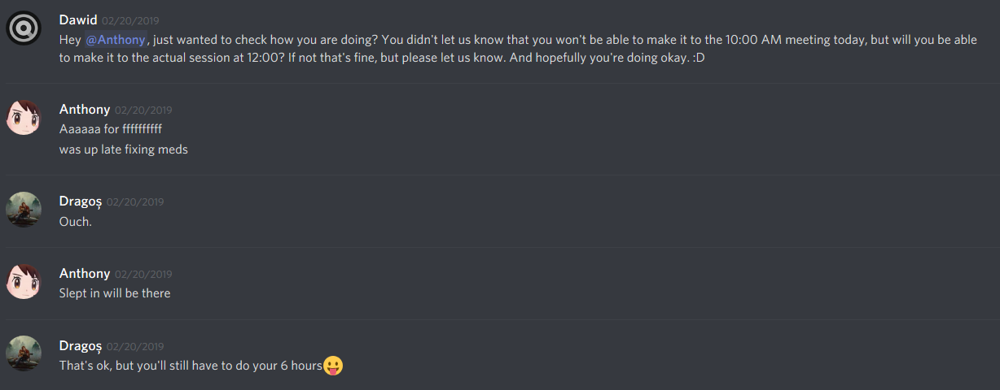 Dawid 02/20/2019
Hey @Anthony, just wanted to check how you are doing? You didn't let us know that you won't be able to make it to the 10:00 AM meeting today, but will you be able
to make it to the actual session at 12:00? If not that's fine, but please let us know. And hopefully you're doing okay. :D
Anthony 02/20/2019
Aaaaaa for ffffffffff
was up late fixing meds
Dragoș 02/20/2019
Ouch.
Anthony 02/20/2019
Slept in will be there
Dragoș 02/20/2019
That's ok, but you'll still have to do your 6 hours😛